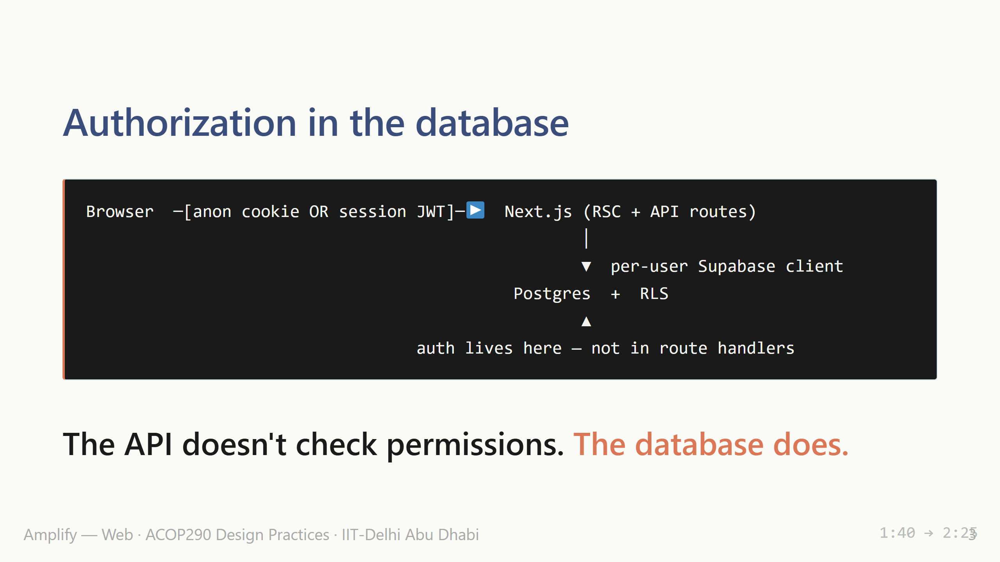 Authorization in the database
Browser  ─[anon cookie OR session JWT]─▶  Next.js (RSC + API routes)
│
▼  per-user Supabase client
Postgres  +  RLS
▲
auth lives here — not in route handlers
The API doesn't check permissions. The database does.
Amplify — Web · ACOP290 Design Practices · IIT-Delhi Abu Dhabi
1:40 → 2:25
3